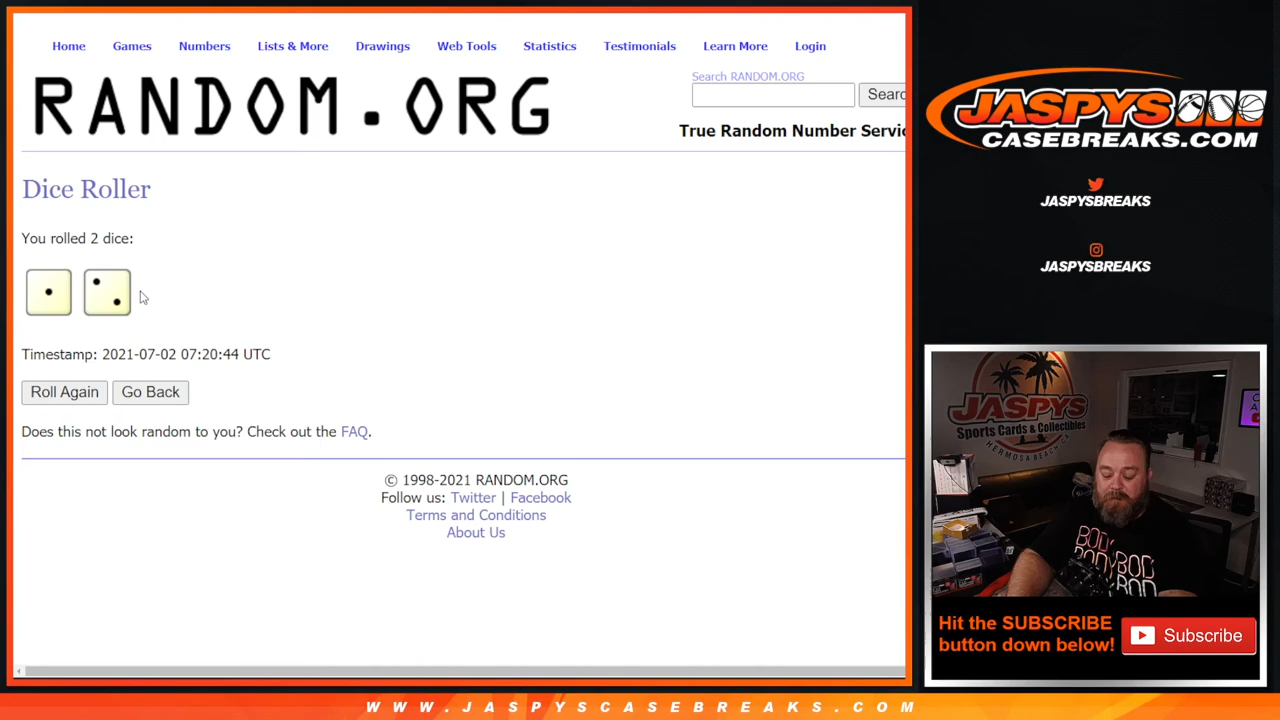 Home Games Numbers Lists & More Drawings Web Tools Statistics Testimonials Learn More Login
RANDOM.ORG
Search RANDOM.ORG
True Random Number Servic
Dice Roller
You rolled 2 dice:
Timestamp: 2021-07-02 07:20:44 UTC
Roll Again Go Back
Does this not look random to you? Check out the FAQ.
© 1998-2021 RANDOM.ORG
Follow us: Twitter | Facebook
Terms and Conditions
About Us
JASPYS
CASEBREAKS.COM
JASPYSBREAKS
JASPYSBREAKS
JASPYS
Sports Cards & Collectibles
HERMOSA BEACH, CA
Hit the SUBSCRIBE
button down below!
Subscribe
WWW.JASPYSCASEBREAKS.COM